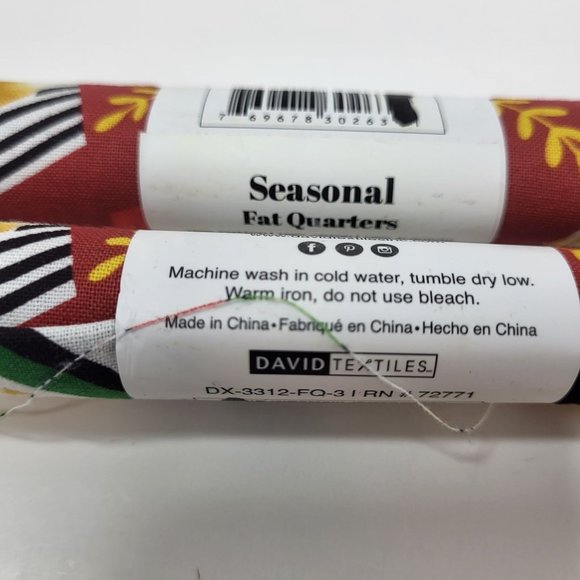 7 69678 30263
Seasonal
Fat Quarters
Machine wash in cold water, tumble dry low.
Warm iron, do not use bleach.
Made in China•Fabriqué en China•Hecho en China
DAVID TEXTILES
DX-3312-FQ-3 | RN # 72771